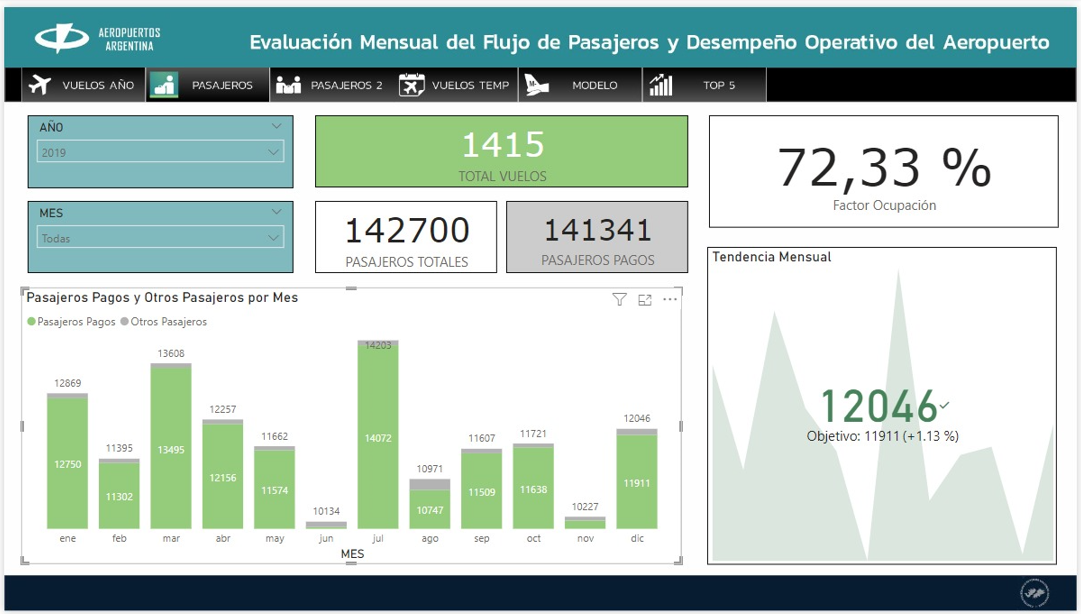 AEROPUERTOS
ARGENTINA
Evaluación Mensual del Flujo de Pasajeros y Desempeño Operativo del Aeropuerto
VUELOS AÑO
PASAJEROS
PASAJEROS 2
VUELOS TEMP
MODELO
TOP 5
AÑO
2019
MES
Todas
1415
TOTAL VUELOS
142700
PASAJEROS TOTALES
141341
PASAJEROS PAGOS
72,33 %
Factor Ocupación
Pasajeros Pagos y Otros Pasajeros por Mes
Pasajeros Pagos Otros Pasajeros
12869
11395
13608
12257
11662
10134
14203
10971
11607
11721
10227
12046
12750
11302
13495
12156
11574
14072
10747
11509
11638
11911
ene feb mar abr may jun jul ago sep oct nov dic
MES
Tendencia Mensual
12046
Objetivo: 11911 (+1.13 %)